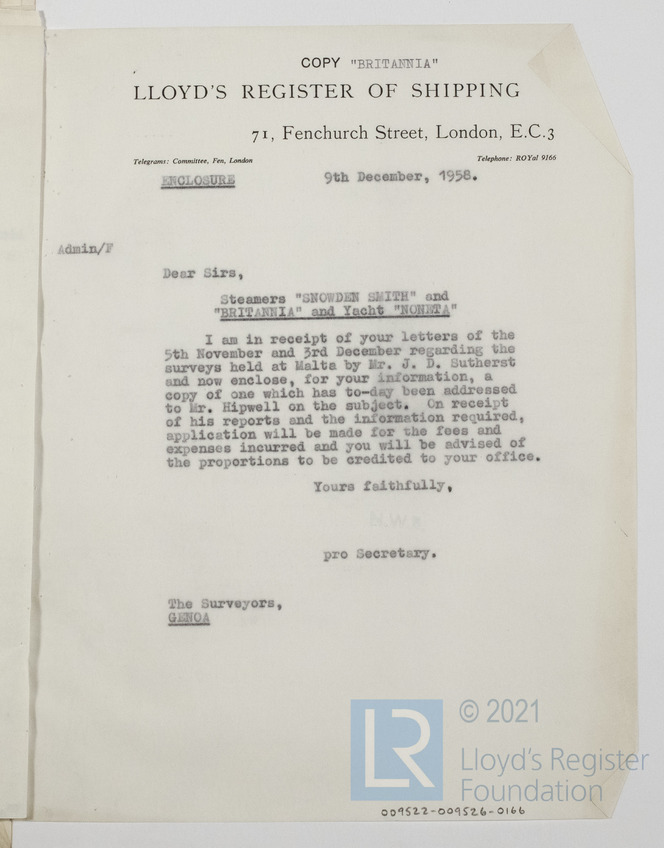 COPY "BRITANNIA"
LLOYD'S REGISTER OF SHIPPING
71, Fenchurch Street, London, E.C.3
Telegrams: Committee, Fen, London
Telephone: ROYal 9166
ENCLOSURE
9th December, 1958.
Admin/F
Dear Sirs,
Steamers "SNOWDEN SMITH" and
"BRITANNIA" and Yacht "NONETA"
I am in receipt of your letters of the
5th November and 3rd December regarding the
surveys held at Malta by Mr. J. D. Sutherst
and now enclose, for your information, a
copy of one which has to-day been addressed
to Mr. Hipwell on the subject. On receipt
of his reports and the information required,
application will be made for the fees and
expenses incurred and you will be advised of
the proportions to be credited to your office.
Yours faithfully,
pro Secretary.
The Surveyors,
GENOA
LR
© 2021
Lloyd's Register
Foundation
009522-009526-0166